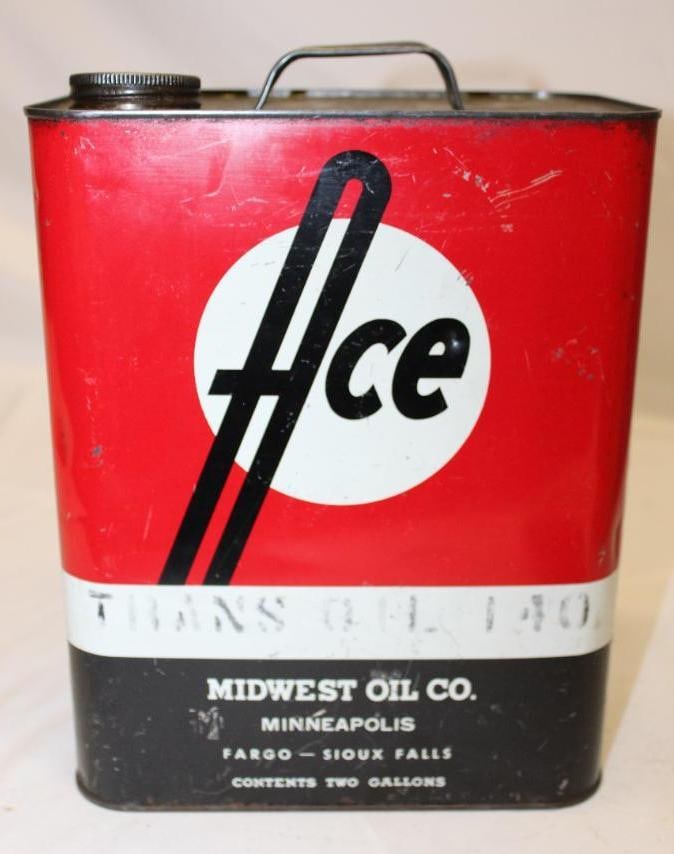 Ace
TRANS OIL 140
MIDWEST OIL CO.
MINNEAPOLIS
FARGO — SIOUX FALLS
CONTENTS TWO GALLONS